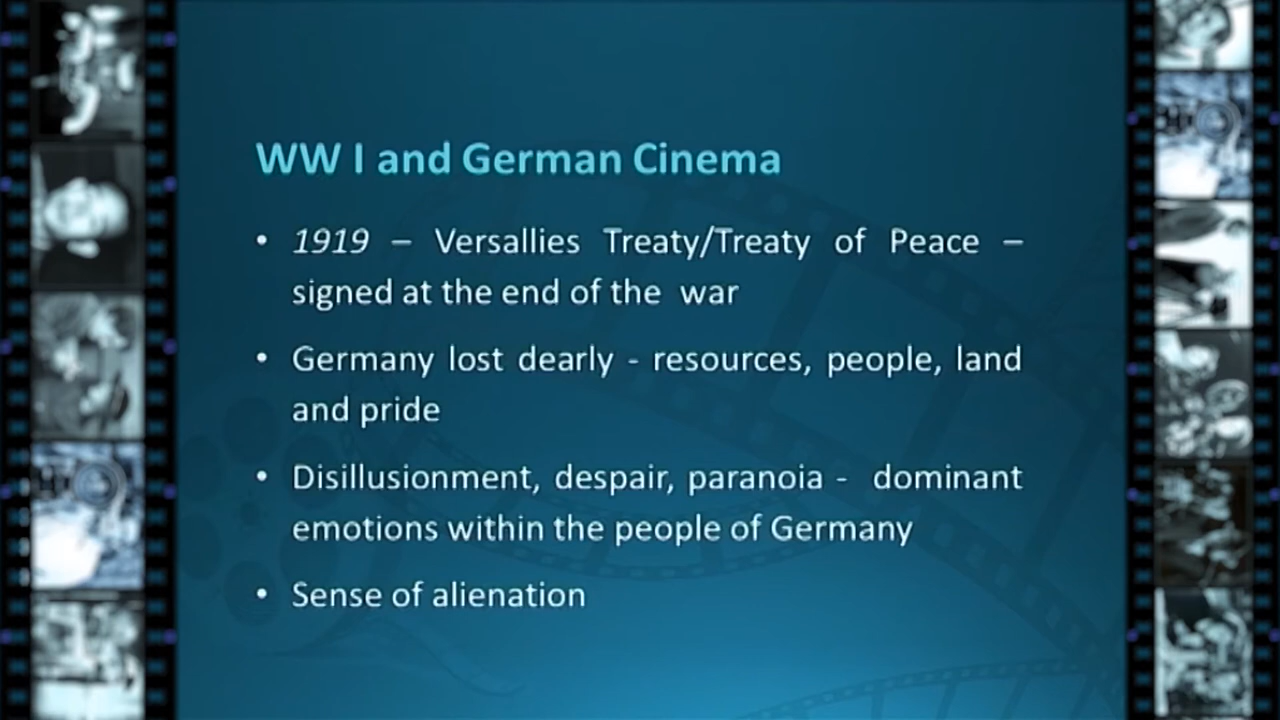 WW I and German Cinema
• 1919 – Versallies Treaty/Treaty of Peace –
signed at the end of the war
• Germany lost dearly - resources, people, land
and pride
• Disillusionment, despair, paranoia - dominant
emotions within the people of Germany
• Sense of alienation